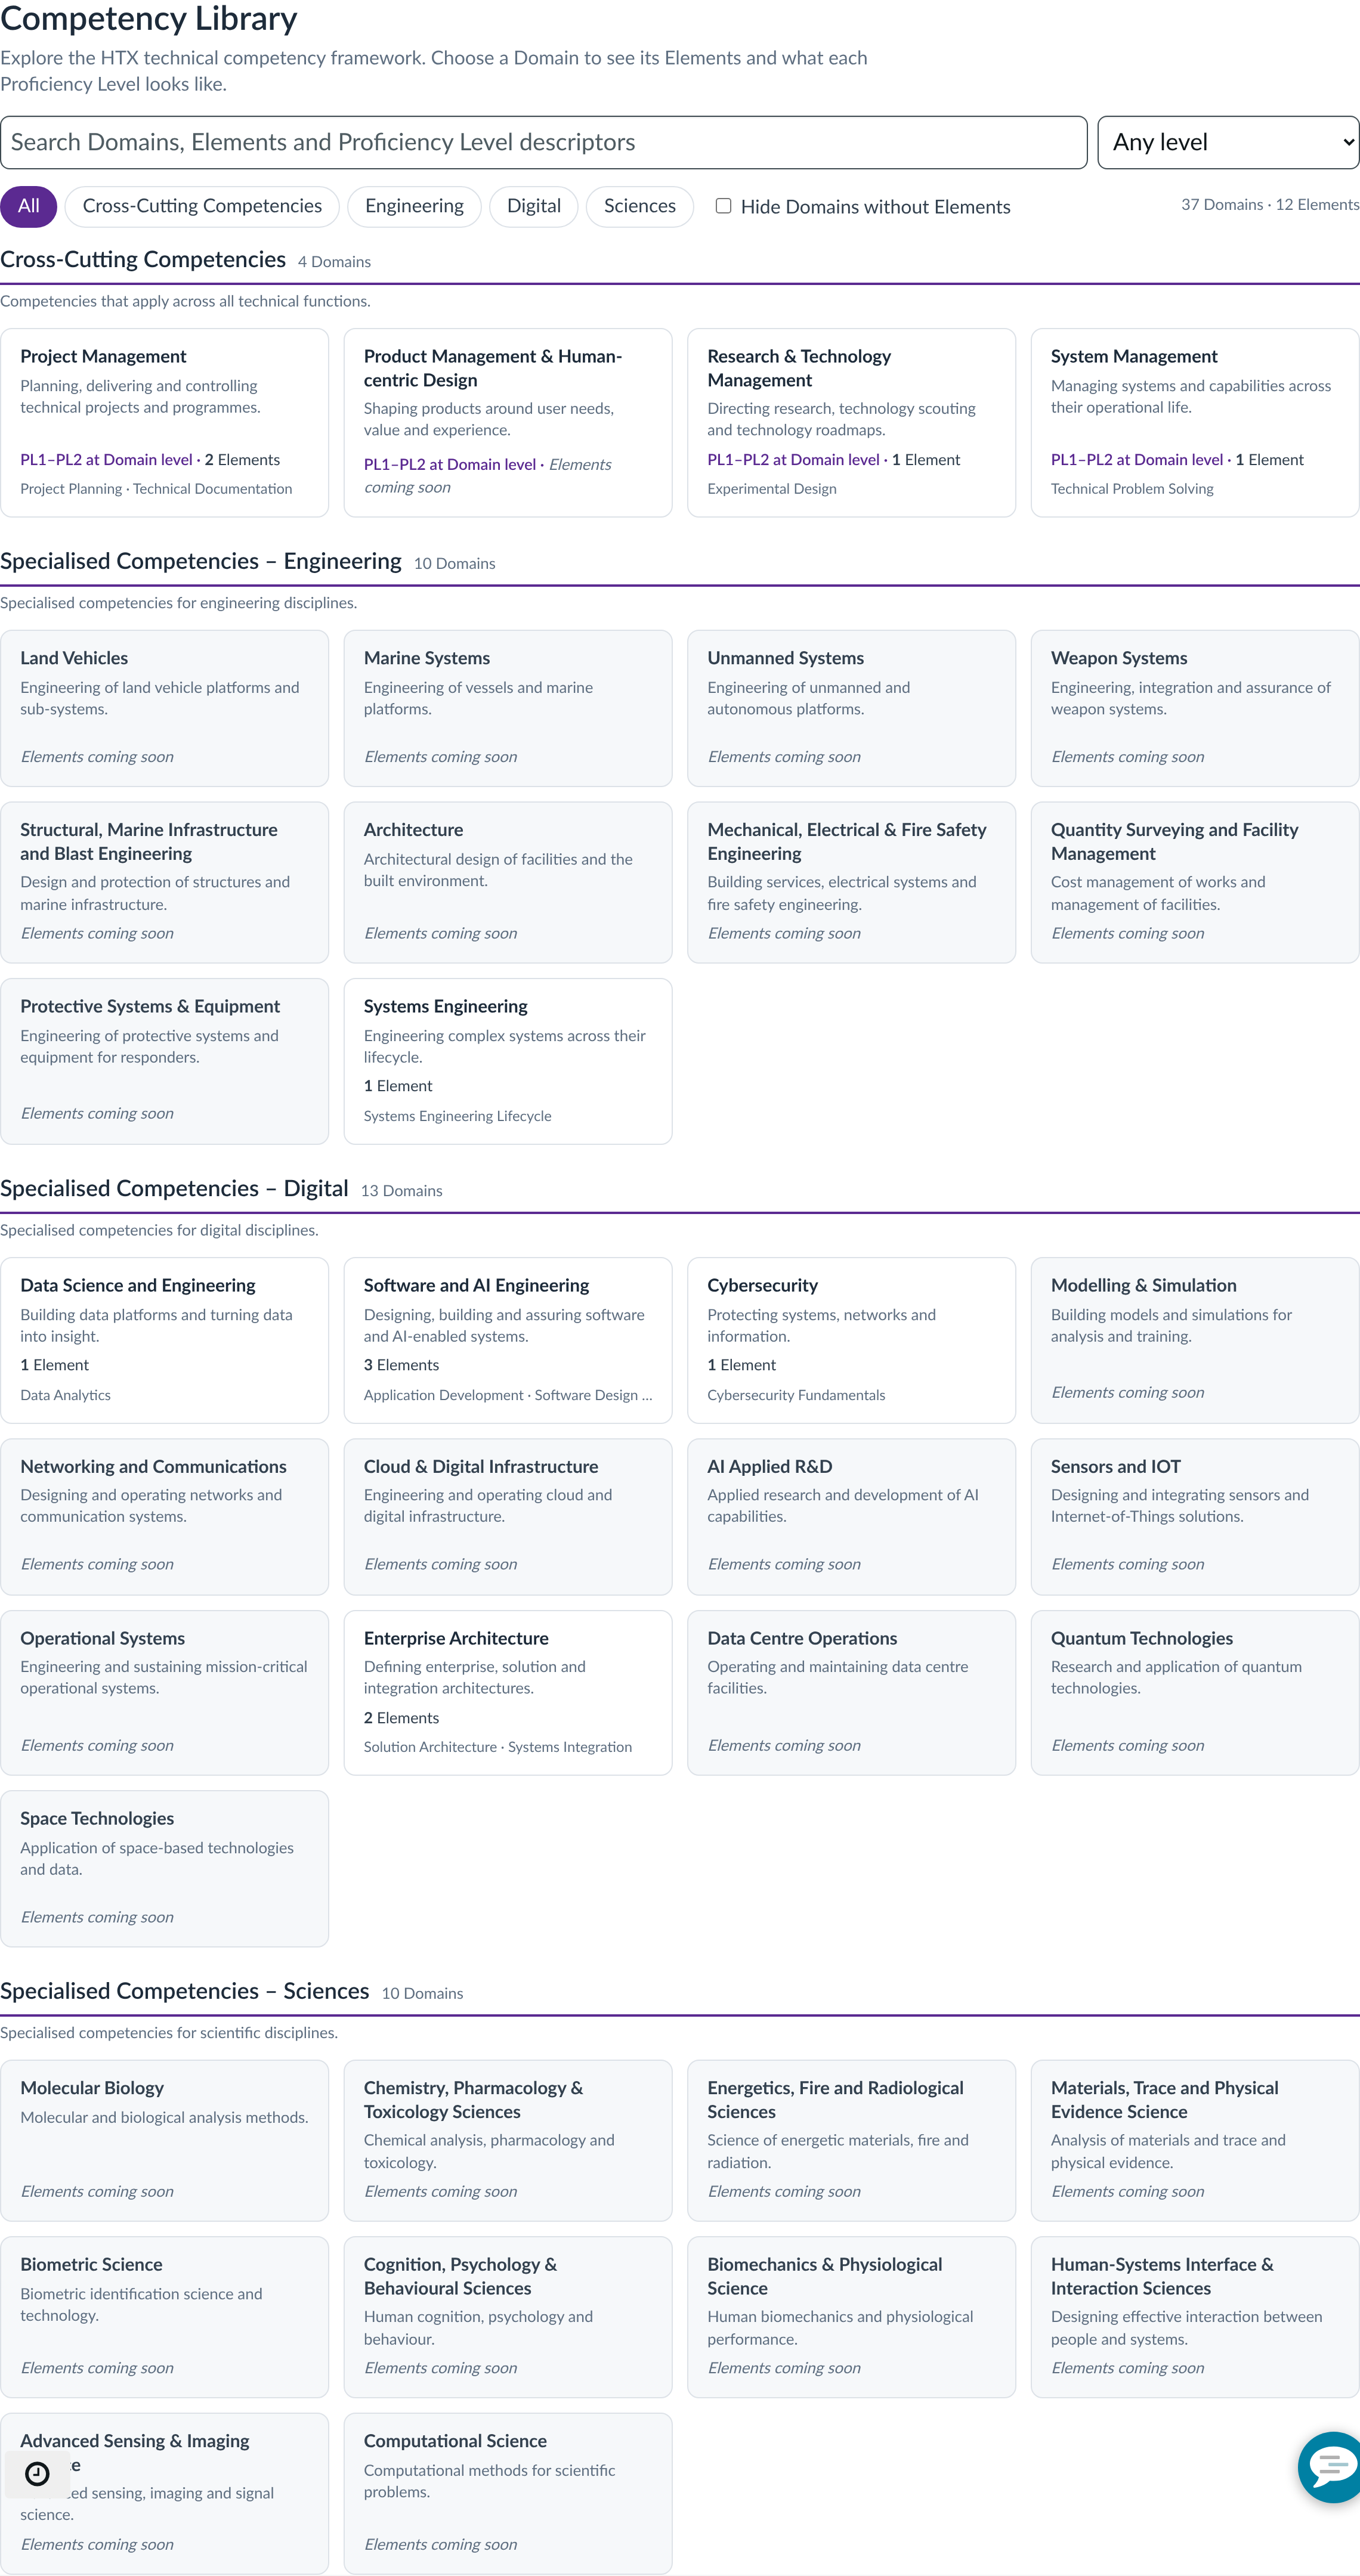 Competency Library
Explore the HTX technical competency framework. Choose a Domain to see its Elements and what each
Proficiency Level looks like.
Search Domains, Elements and Proficiency Level descriptors
Any level
All
Cross-Cutting Competencies
Engineering
Digital
Sciences
Hide Domains without Elements
37 Domains · 12 Elements
Cross-Cutting Competencies 4 Domains
Competencies that apply across all technical functions.
Project Management
Planning, delivering and controlling
technical projects and programmes.
PL1–PL2 at Domain level · 2 Elements
Project Planning · Technical Documentation
Product Management & Human-
centric Design
Shaping products around user needs,
value and experience.
PL1–PL2 at Domain level · Elements
coming soon
Research & Technology
Management
Directing research, technology scouting
and technology roadmaps.
PL1–PL2 at Domain level · 1 Element
Experimental Design
System Management
Managing systems and capabilities across
their operational life.
PL1–PL2 at Domain level · 1 Element
Technical Problem Solving
Specialised Competencies – Engineering 10 Domains
Specialised competencies for engineering disciplines.
Land Vehicles
Engineering of land vehicle platforms and
sub-systems.
Elements coming soon
Marine Systems
Engineering of vessels and marine
platforms.
Elements coming soon
Unmanned Systems
Engineering of unmanned and
autonomous platforms.
Elements coming soon
Weapon Systems
Engineering, integration and assurance of
weapon systems.
Elements coming soon
Structural, Marine Infrastructure
and Blast Engineering
Design and protection of structures and
marine infrastructure.
Elements coming soon
Architecture
Architectural design of facilities and the
built environment.
Elements coming soon
Mechanical, Electrical & Fire Safety
Engineering
Building services, electrical systems and
fire safety engineering.
Elements coming soon
Quantity Surveying and Facility
Management
Cost management of works and
management of facilities.
Elements coming soon
Protective Systems & Equipment
Engineering of protective systems and
equipment for responders.
Elements coming soon
Systems Engineering
Engineering complex systems across their
lifecycle.
1 Element
Systems Engineering Lifecycle
Specialised Competencies – Digital 13 Domains
Specialised competencies for digital disciplines.
Data Science and Engineering
Building data platforms and turning data
into insight.
1 Element
Data Analytics
Software and AI Engineering
Designing, building and assuring software
and AI-enabled systems.
3 Elements
Application Development · Software Design ...
Cybersecurity
Protecting systems, networks and
information.
1 Element
Cybersecurity Fundamentals
Modelling & Simulation
Building models and simulations for
analysis and training.
Elements coming soon
Networking and Communications
Designing and operating networks and
communication systems.
Elements coming soon
Cloud & Digital Infrastructure
Engineering and operating cloud and
digital infrastructure.
Elements coming soon
AI Applied R&D
Applied research and development of AI
capabilities.
Elements coming soon
Sensors and IOT
Designing and integrating sensors and
Internet-of-Things solutions.
Elements coming soon
Operational Systems
Engineering and sustaining mission-critical
operational systems.
Elements coming soon
Enterprise Architecture
Defining enterprise, solution and
integration architectures.
2 Elements
Solution Architecture · Systems Integration
Data Centre Operations
Operating and maintaining data centre
facilities.
Elements coming soon
Quantum Technologies
Research and application of quantum
technologies.
Elements coming soon
Space Technologies
Application of space-based technologies
and data.
Elements coming soon
Specialised Competencies – Sciences 10 Domains
Specialised competencies for scientific disciplines.
Molecular Biology
Molecular and biological analysis methods.
Elements coming soon
Chemistry, Pharmacology &
Toxicology Sciences
Chemical analysis, pharmacology and
toxicology.
Elements coming soon
Energetics, Fire and Radiological
Sciences
Science of energetic materials, fire and
radiation.
Elements coming soon
Materials, Trace and Physical
Evidence Science
Analysis of materials and trace and
physical evidence.
Elements coming soon
Biometric Science
Biometric identification science and
technology.
Elements coming soon
Cognition, Psychology &
Behavioural Sciences
Human cognition, psychology and
behaviour.
Elements coming soon
Biomechanics & Physiological
Science
Human biomechanics and physiological
performance.
Elements coming soon
Human-Systems Interface &
Interaction Sciences
Designing effective interaction between
people and systems.
Elements coming soon
Advanced Sensing & Imaging
sensing, imaging and signal
science.
Elements coming soon
Computational Science
Computational methods for scientific
problems.
Elements coming soon